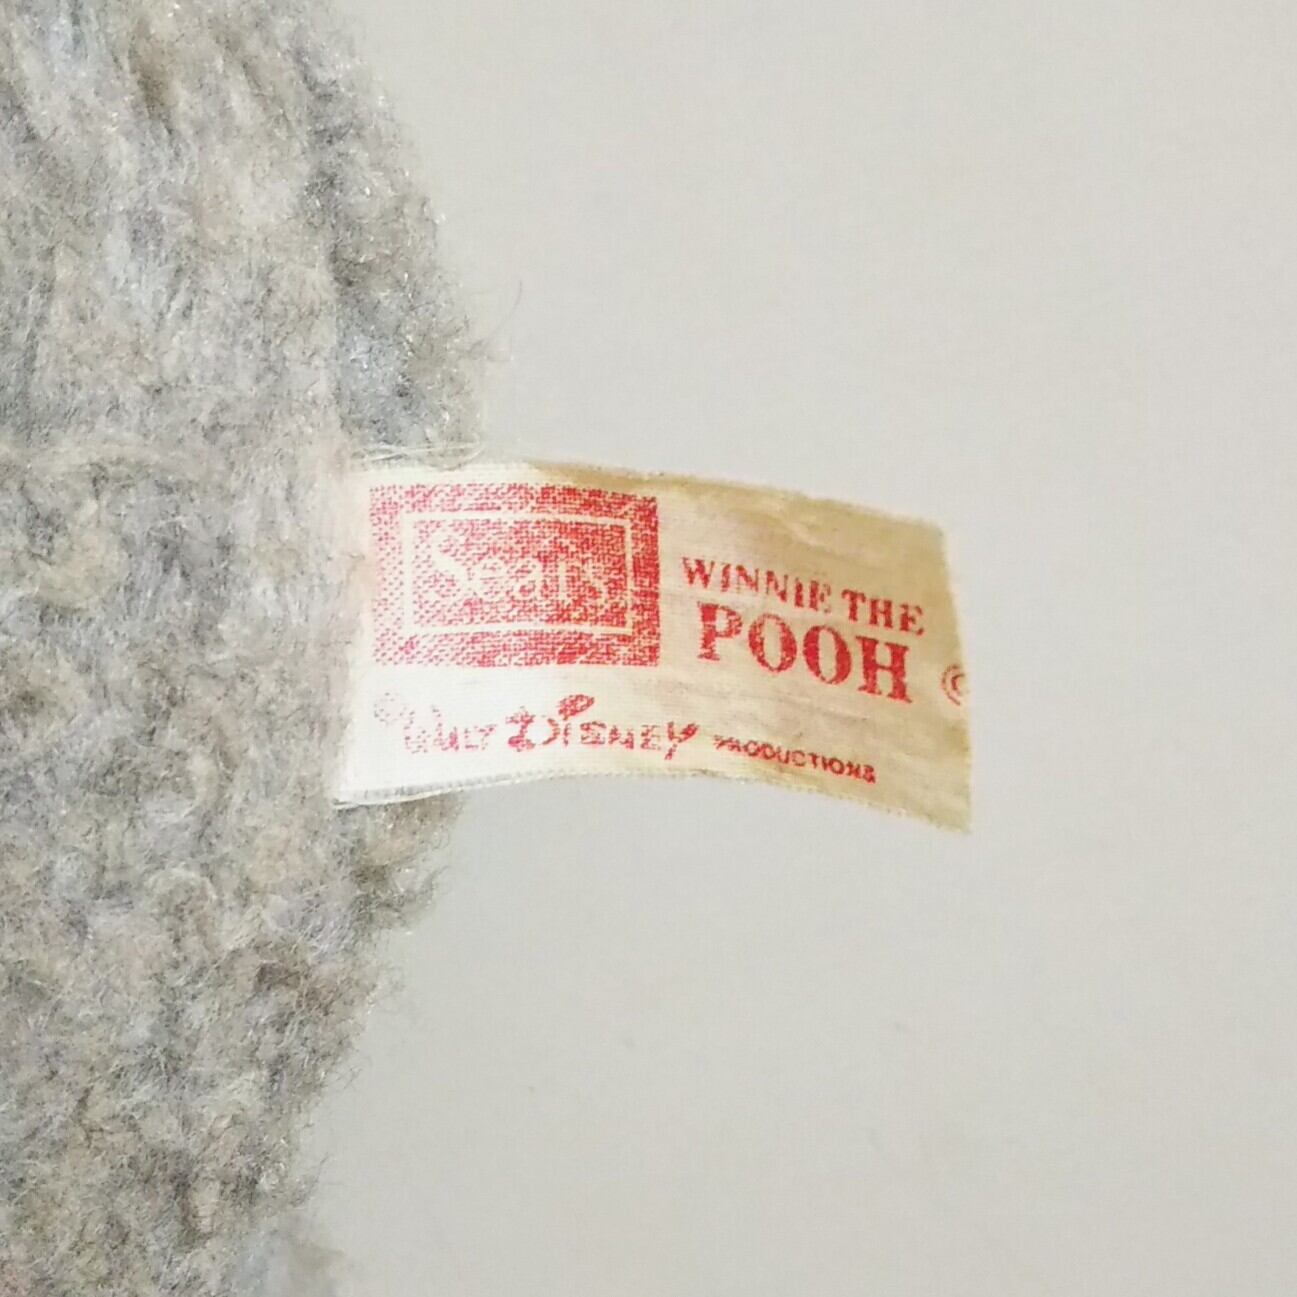 Sears
WINNIE THE
POOH ©
© WALT DISNEY PRODUCTIONS